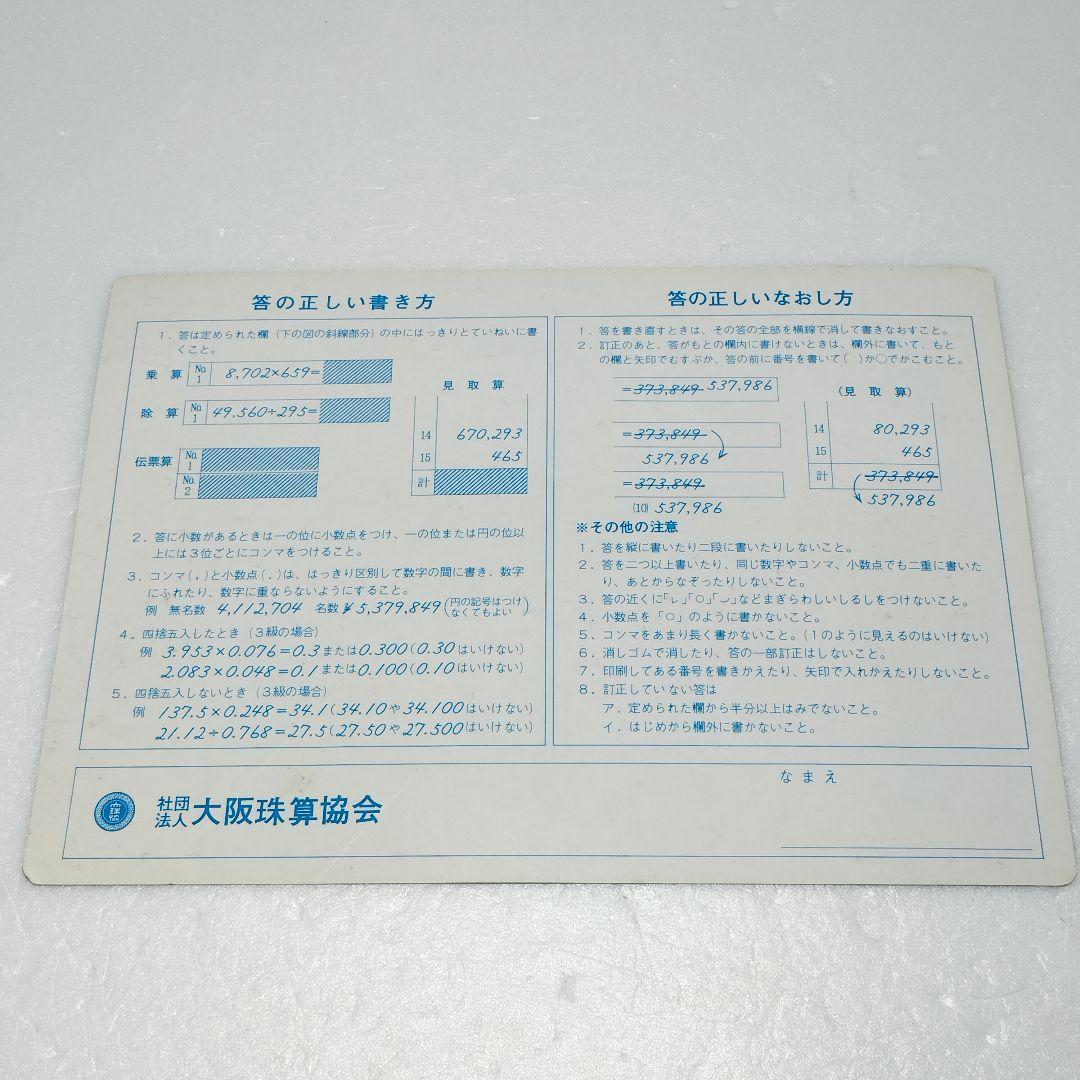 答の正しい書き方
1．答は定められた欄（下の図の斜線部分）の中にはっきりとていねいに書
くこと。
乗算 No.1 8,702×659=
除算 No.1 49,560÷295=
伝票算 No.1
No.2
見取算
14 670,293
15 465
計
2．答に小数があるときは一の位に小数点をつけ、一の位または円の位以
上には3位ごとにコンマをつけること。
3．コンマ(，)と小数点(．)は、はっきり区別して数字の間に書き、数字
にふれたり、数字に重ならないようにすること。
例 無名数 4,112,704 名数 ¥5,379,849 (円の記号はつけ
なくてもよい)
4．四捨五入したとき（3級の場合）
例 3.953×0.076=0.3または0.300(0.30はいけない)
2.083×0.048=0.1または0.100(0.10はいけない)
5．四捨五入しないとき（3級の場合）
例 137.5×0.248=34.1(34.10や34.100はいけない)
21.12÷0.768=27.5(27.50や27.500はいけない)
答の正しいなおし方
1．答を書き直すときは、その答の全部を横線で消して書きなおすこと。
2．訂正のあと、答がもとの欄内に書けないときは、欄外に書いて、もと
の欄と矢印でむすぶか、答の前に番号を書いて( )か○でかこむこと。
=373,849 537,986
=373,849
537,986
=373,849
(10) 537,986
(見取算)
14 80,293
15 465
計 373,849
537,986
※その他の注意
1．答を縦に書いたり二段に書いたりしないこと。
2．答を二つ以上書いたり、同じ数字やコンマ、小数点でも二重に書いた
り、あとからなぞったりしないこと。
3．答の近くに「レ」「○」「⌣」などまぎらわしいしるしをつけないこと。
4．小数点を「○」のように書かないこと。
5．コンマをあまり長く書かないこと。(1のように見えるのはいけない)
6．消しゴムで消したり、答の一部訂正はしないこと。
7．印刷してある番号を書きかえたり、矢印で入れかえたりしないこと。
8．訂正していない答は
ア．定められた欄から半分以上はみでないこと。
イ．はじめから欄外に書かないこと。
社団法人 大阪珠算協会
なまえ